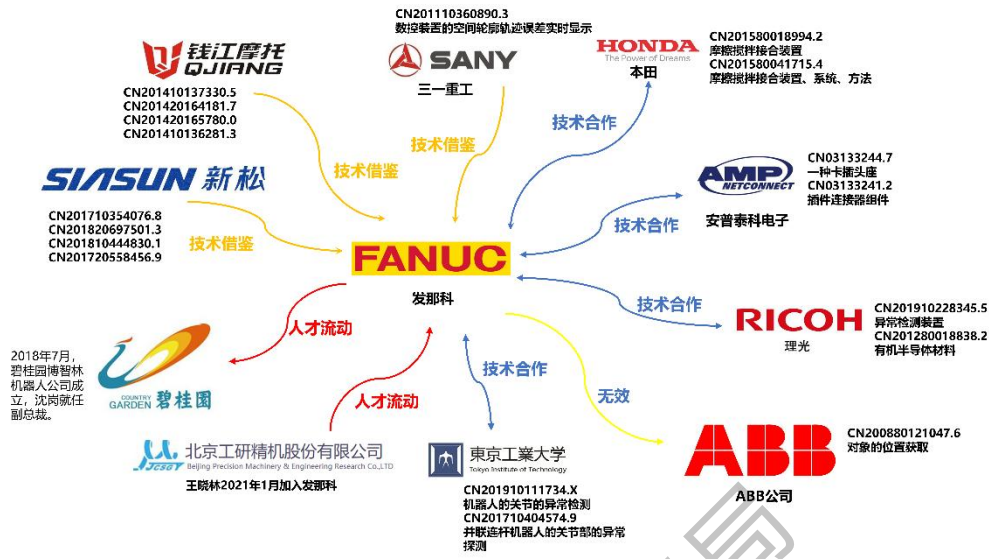 钱江摩托
QJIANG
CN201410137330.5
CN201420164181.7
CN201420165780.0
CN201410136281.3
CN201110360890.3
数控装置的空间轮廓轨迹误差实时显示
SANY
三一重工
HONDA
The Power of Dreams
本田
CN201580018994.2
摩擦搅拌接合装置
CN201580041715.4
摩擦搅拌接合装置、系统、方法
技术借鉴
技术借鉴
技术合作
SIASUN 新松
CN201710354076.8
CN201820697501.3
CN201810444830.1
CN201720558456.9
技术借鉴
AMP
NETCONNECT
安普泰科电子
CN03133244.7
一种卡插头座
CN03133241.2
插件连接器组件
技术合作
FANUC
发那科
技术合作
RICOH
理光
CN201910228345.5
异常检测装置
CN201280018838.2
有机半导体材料
人才流动
2018年7月，
碧桂园博智林
机器人公司成
立，沈岗就任
副总裁。
COUNTRY
GARDEN 碧桂園
人才流动
技术合作
无效
JCSGY
北京工研精机股份有限公司
Beijing Precision Machinery & Engineering Research Co.,LTD
王晓林2021年1月加入发那科
東京工業大学
Tokyo Institute of Technology
CN201910111734.X
机器人的关节的异常检测
CN201710404574.9
并联连杆机器人的关节部的异常
探测
ABB
ABB公司
CN200880121047.6
对象的位置获取
局